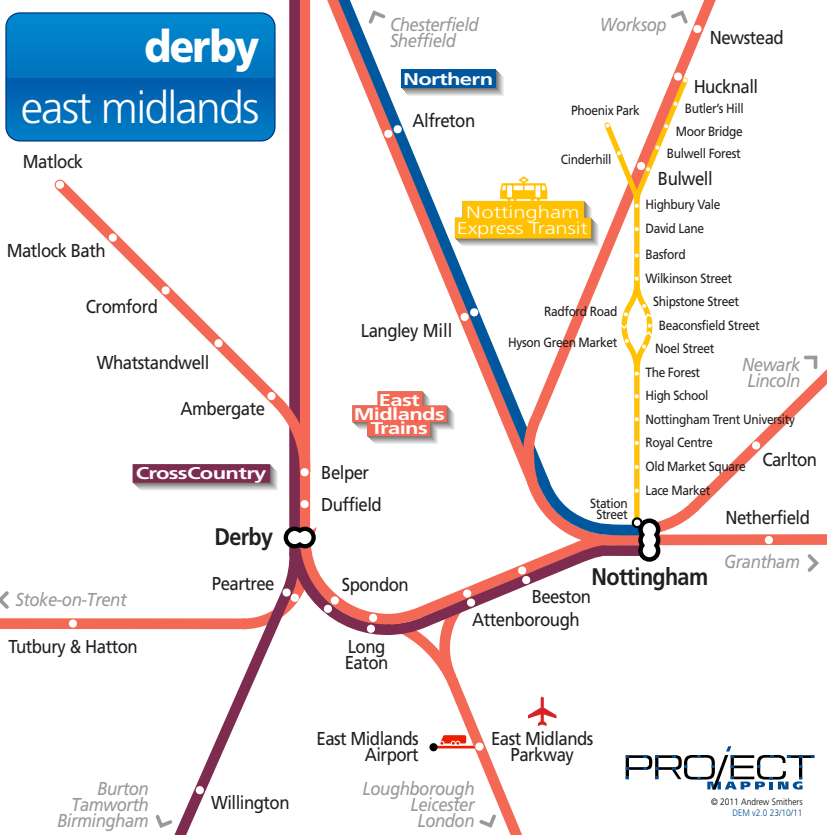 derby
east midlands
Chesterfield
Sheffield
Worksop
Newstead
Northern
Hucknall
Alfreton
Phoenix Park
Butler's Hill
Moor Bridge
Cinderhill
Bulwell Forest
Matlock
Bulwell
Nottingham
Express Transit
Highbury Vale
David Lane
Matlock Bath
Basford
Wilkinson Street
Cromford
Radford Road
Shipstone Street
Langley Mill
Beaconsfield Street
Hyson Green Market
Noel Street
Whatstandwell
Newark
Lincoln
The Forest
East
Midlands
Trains
High School
Ambergate
Nottingham Trent University
Royal Centre
CrossCountry
Belper
Old Market Square
Carlton
Lace Market
Duffield
Station
Street
Netherfield
Derby
Grantham
Nottingham
Peartree
Spondon
Beeston
Stoke-on-Trent
Attenborough
Tutbury & Hatton
Long
Eaton
East Midlands
Airport
East Midlands
Parkway
Burton
Tamworth
Birmingham
Willington
Loughborough
Leicester
London
PROJECT
MAPPING
© 2011 Andrew Smithers
DEM v2.0 23/10/11